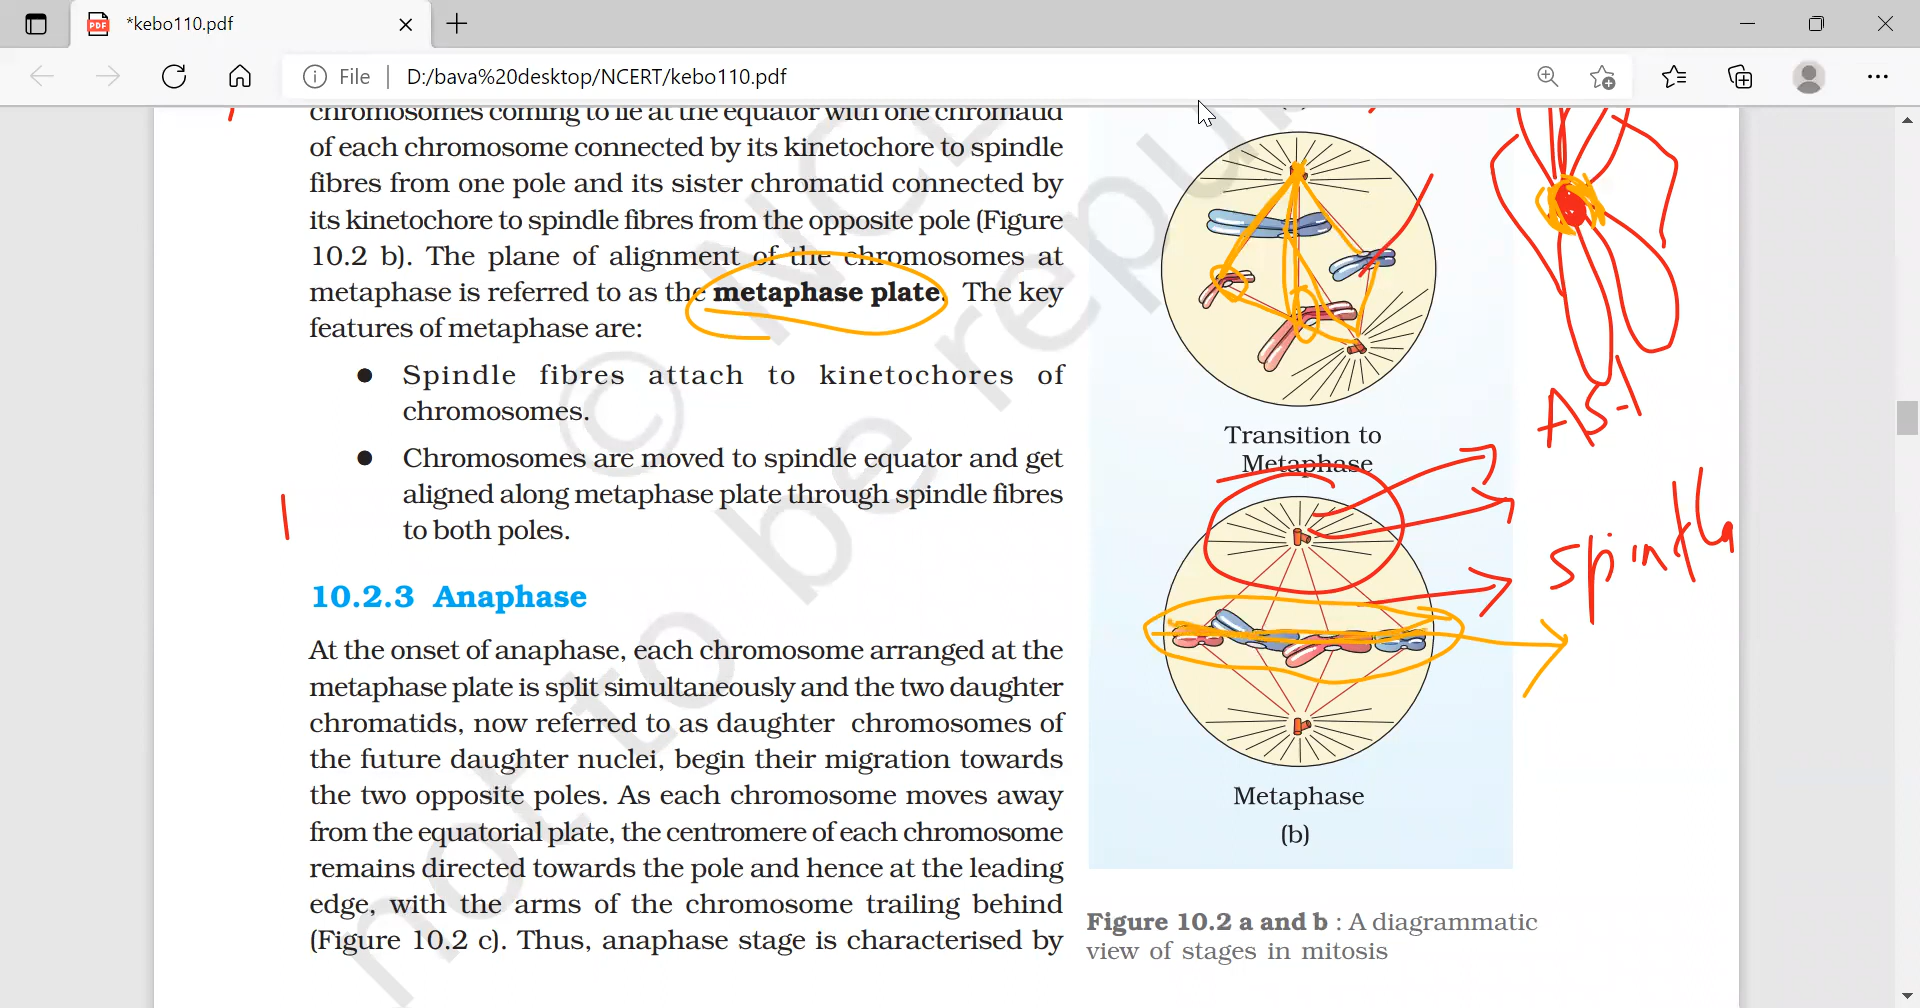 *kebo110.pdf
File
D:/bava%20desktop/NCERT/kebo110.pdf
chromosomes coming to lie at the equator with one chromatid
of each chromosome connected by its kinetochore to spindle
fibres from one pole and its sister chromatid connected by
its kinetochore to spindle fibres from the opposite pole (Figure
10.2 b). The plane of alignment of the chromosomes at
metaphase is referred to as the metaphase plate. The key
features of metaphase are:
● Spindle fibres attach to kinetochores of
chromosomes.
● Chromosomes are moved to spindle equator and get
aligned along metaphase plate through spindle fibres
to both poles.
10.2.3 Anaphase
At the onset of anaphase, each chromosome arranged at the
metaphase plate is split simultaneously and the two daughter
chromatids, now referred to as daughter chromosomes of
the future daughter nuclei, begin their migration towards
the two opposite poles. As each chromosome moves away
from the equatorial plate, the centromere of each chromosome
remains directed towards the pole and hence at the leading
edge, with the arms of the chromosome trailing behind
(Figure 10.2 c). Thus, anaphase stage is characterised by
Transition to
Metaphase
Metaphase
(b)
Figure 10.2 a and b : A diagrammatic
view of stages in mitosis
not to be repu
© NCE